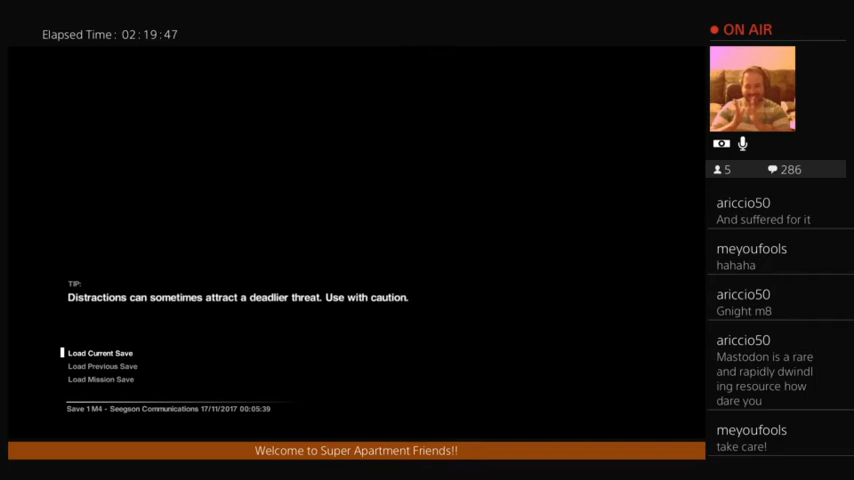 Elapsed Time: 02:19:47
ON AIR
5
286
ariccio50
And suffered for it
meyoufools
hahaha
ariccio50
Gnight m8
ariccio50
Mastodon is a rare
and rapidly dwindl
ing resource how
dare you
meyoufools
take care!
TIP:
Distractions can sometimes attract a deadlier threat. Use with caution.
Load Current Save
Load Previous Save
Load Mission Save
Save 1 M4 - Seegson Communications 17/11/2017 00:05:39
Welcome to Super Apartment Friends!!